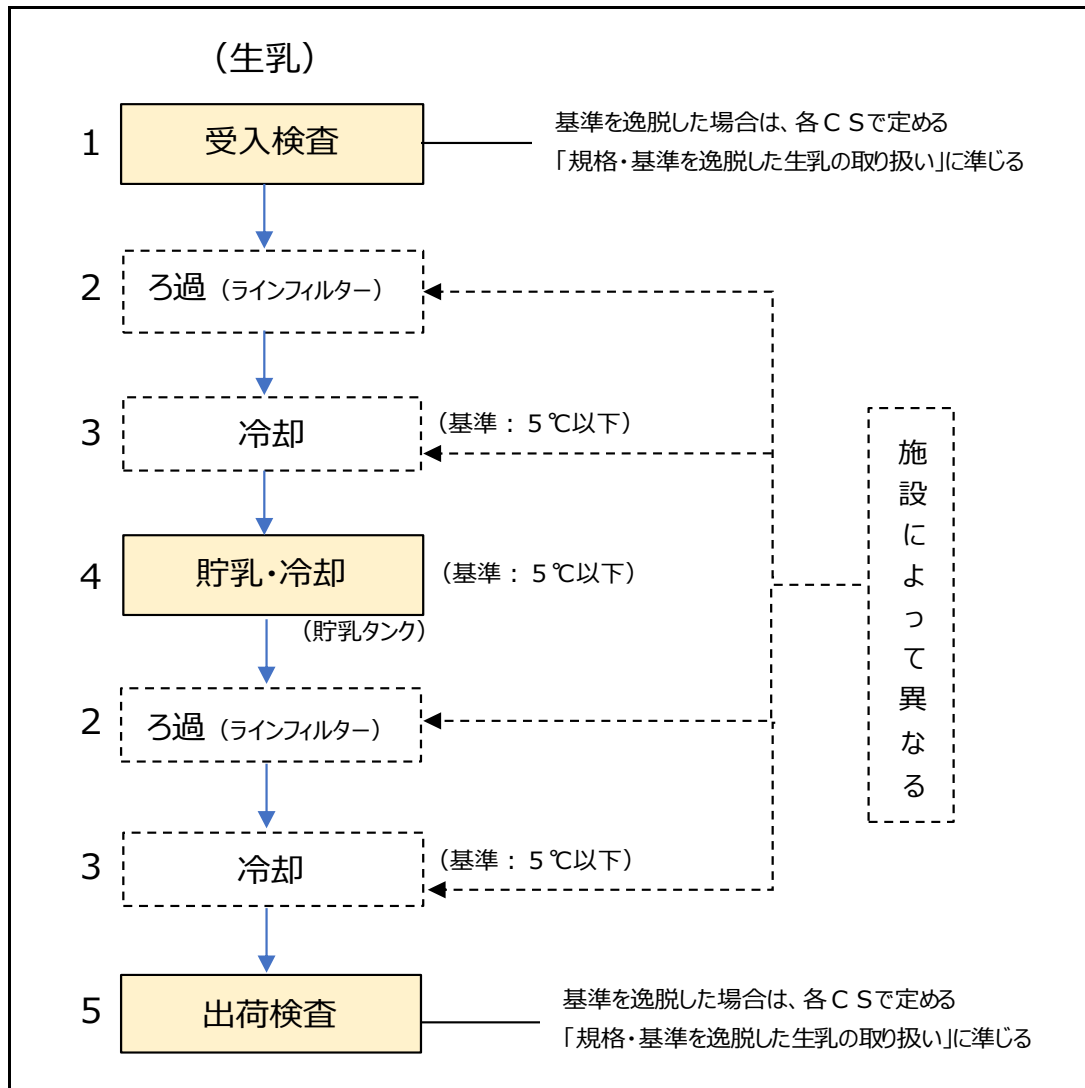 （生乳）
1 受入検査
基準を逸脱した場合は、各ＣＳで定める
「規格・基準を逸脱した生乳の取り扱い」に準じる
2 ろ過（ラインフィルター）
3 冷却 （基準：５℃以下）
4 貯乳・冷却 （基準：５℃以下）
（貯乳タンク）
2 ろ過（ラインフィルター）
3 冷却 （基準：５℃以下）
5 出荷検査
基準を逸脱した場合は、各ＣＳで定める
「規格・基準を逸脱した生乳の取り扱い」に準じる
施設によって異なる